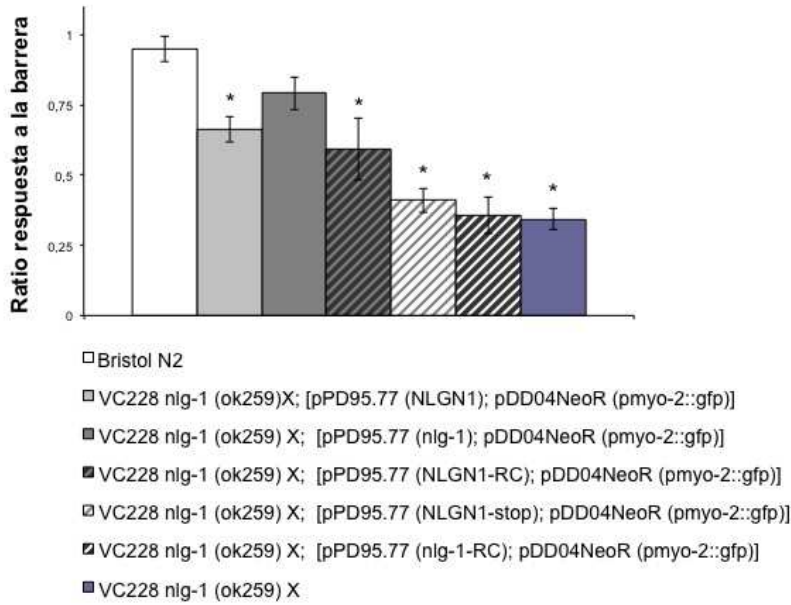 Ratio respuesta a la barrera
1
0,75
0,5
0,25
0
*
*
*
*
*
Bristol N2
VC228 nlg-1 (ok259)X; [pPD95.77 (NLGN1); pDD04NeoR (pmyo-2::gfp)]
VC228 nlg-1 (ok259) X; [pPD95.77 (nlg-1); pDD04NeoR (pmyo-2::gfp)]
VC228 nlg-1 (ok259) X; [pPD95.77 (NLGN1-RC); pDD04NeoR (pmyo-2::gfp)]
VC228 nlg-1 (ok259) X; [pPD95.77 (NLGN1-stop); pDD04NeoR (pmyo-2::gfp)]
VC228 nlg-1 (ok259) X; [pPD95.77 (nlg-1-RC); pDD04NeoR (pmyo-2::gfp)]
VC228 nlg-1 (ok259) X